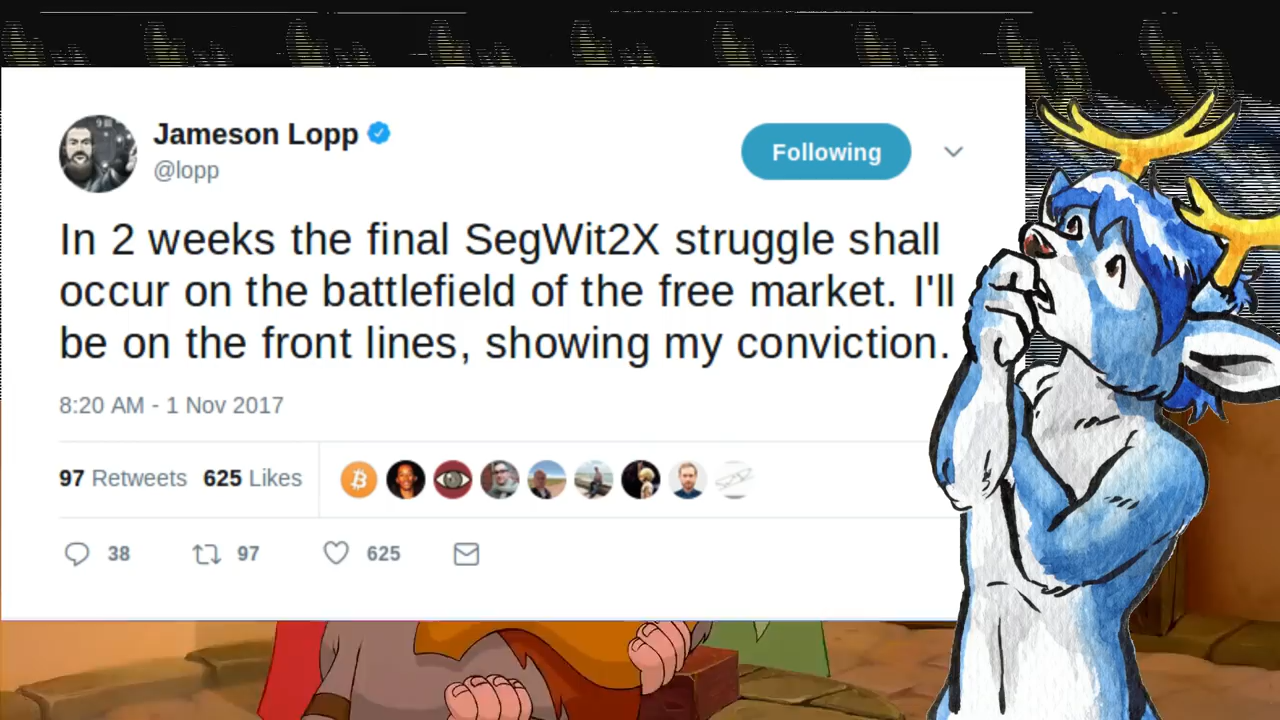 Jameson Lopp
@lopp
Following
In 2 weeks the final SegWit2X struggle shall
occur on the battlefield of the free market. I'll
be on the front lines, showing my conviction.
8:20 AM - 1 Nov 2017
97 Retweets 625 Likes
38 97 625